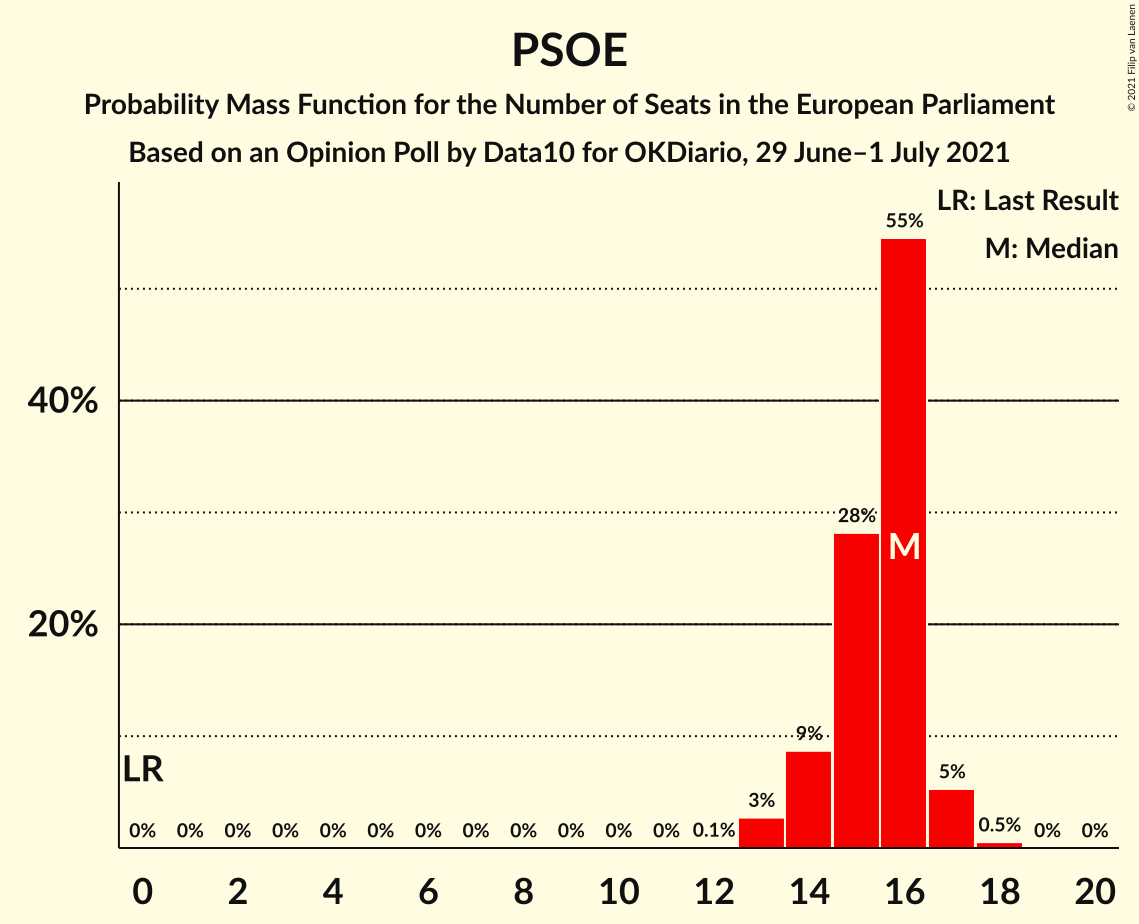 PSOE
Probability Mass Function for the Number of Seats in the European Parliament
Based on an Opinion Poll by Data10 for OKDiario, 29 June–1 July 2021
© 2021 Filip van Laenen
LR: Last Result
M: Median
55%
40%
28%
M
20%
9%
LR
5%
3%
0% 0% 0% 0% 0% 0% 0% 0% 0% 0% 0% 0% 0.1% 0.5% 0% 0%
0 2 4 6 8 10 12 14 16 18 20